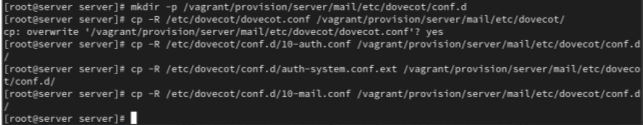 [root@server server]# mkdir -p /vagrant/provision/server/mail/etc/dovecot/conf.d
[root@server server]# cp -R /etc/dovecot/dovecot.conf /vagrant/provision/server/mail/etc/dovecot/
cp: overwrite '/vagrant/provision/server/mail/etc/dovecot/dovecot.conf'? yes
[root@server server]# cp -R /etc/dovecot/conf.d/10-auth.conf /vagrant/provision/server/mail/etc/dovecot/conf.d
/
[root@server server]# cp -R /etc/dovecot/conf.d/auth-system.conf.ext /vagrant/provision/server/mail/etc/doveco
t/conf.d/
[root@server server]# cp -R /etc/dovecot/conf.d/10-mail.conf /vagrant/provision/server/mail/etc/dovecot/conf.d
/
[root@server server]#